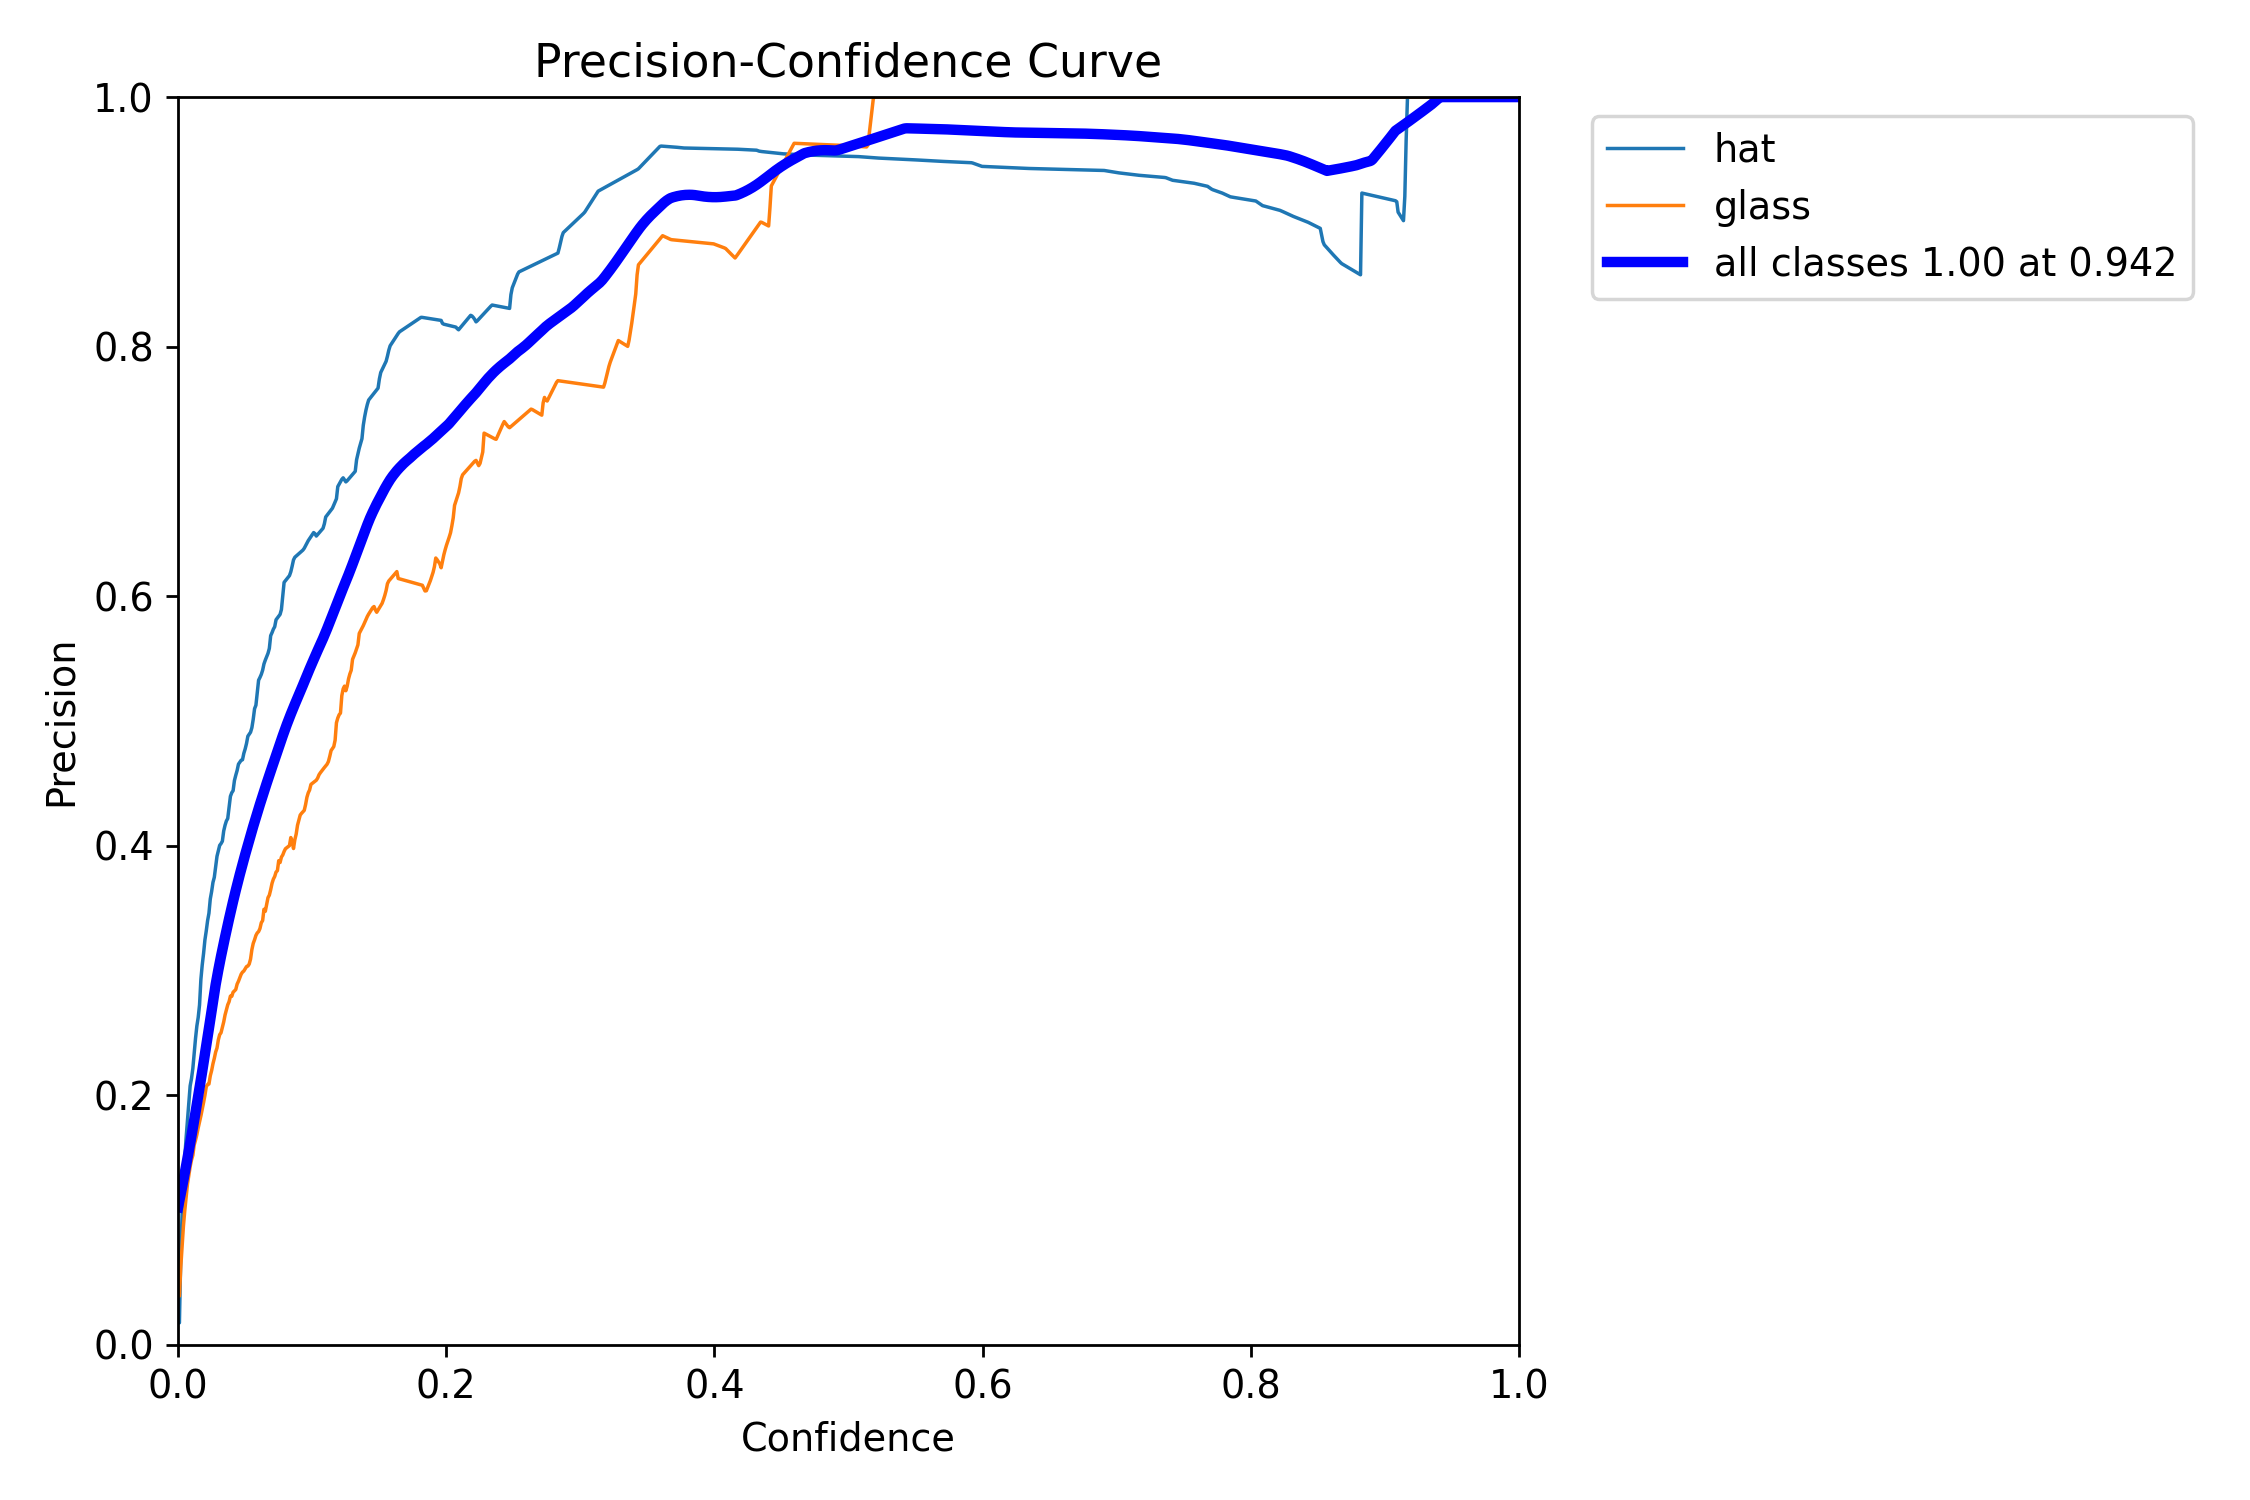 Precision-Confidence Curve
1.0
0.8
0.6
0.4
0.2
0.0
Precision
0.0 0.2 0.4 0.6 0.8 1.0
Confidence
hat
glass
all classes 1.00 at 0.942